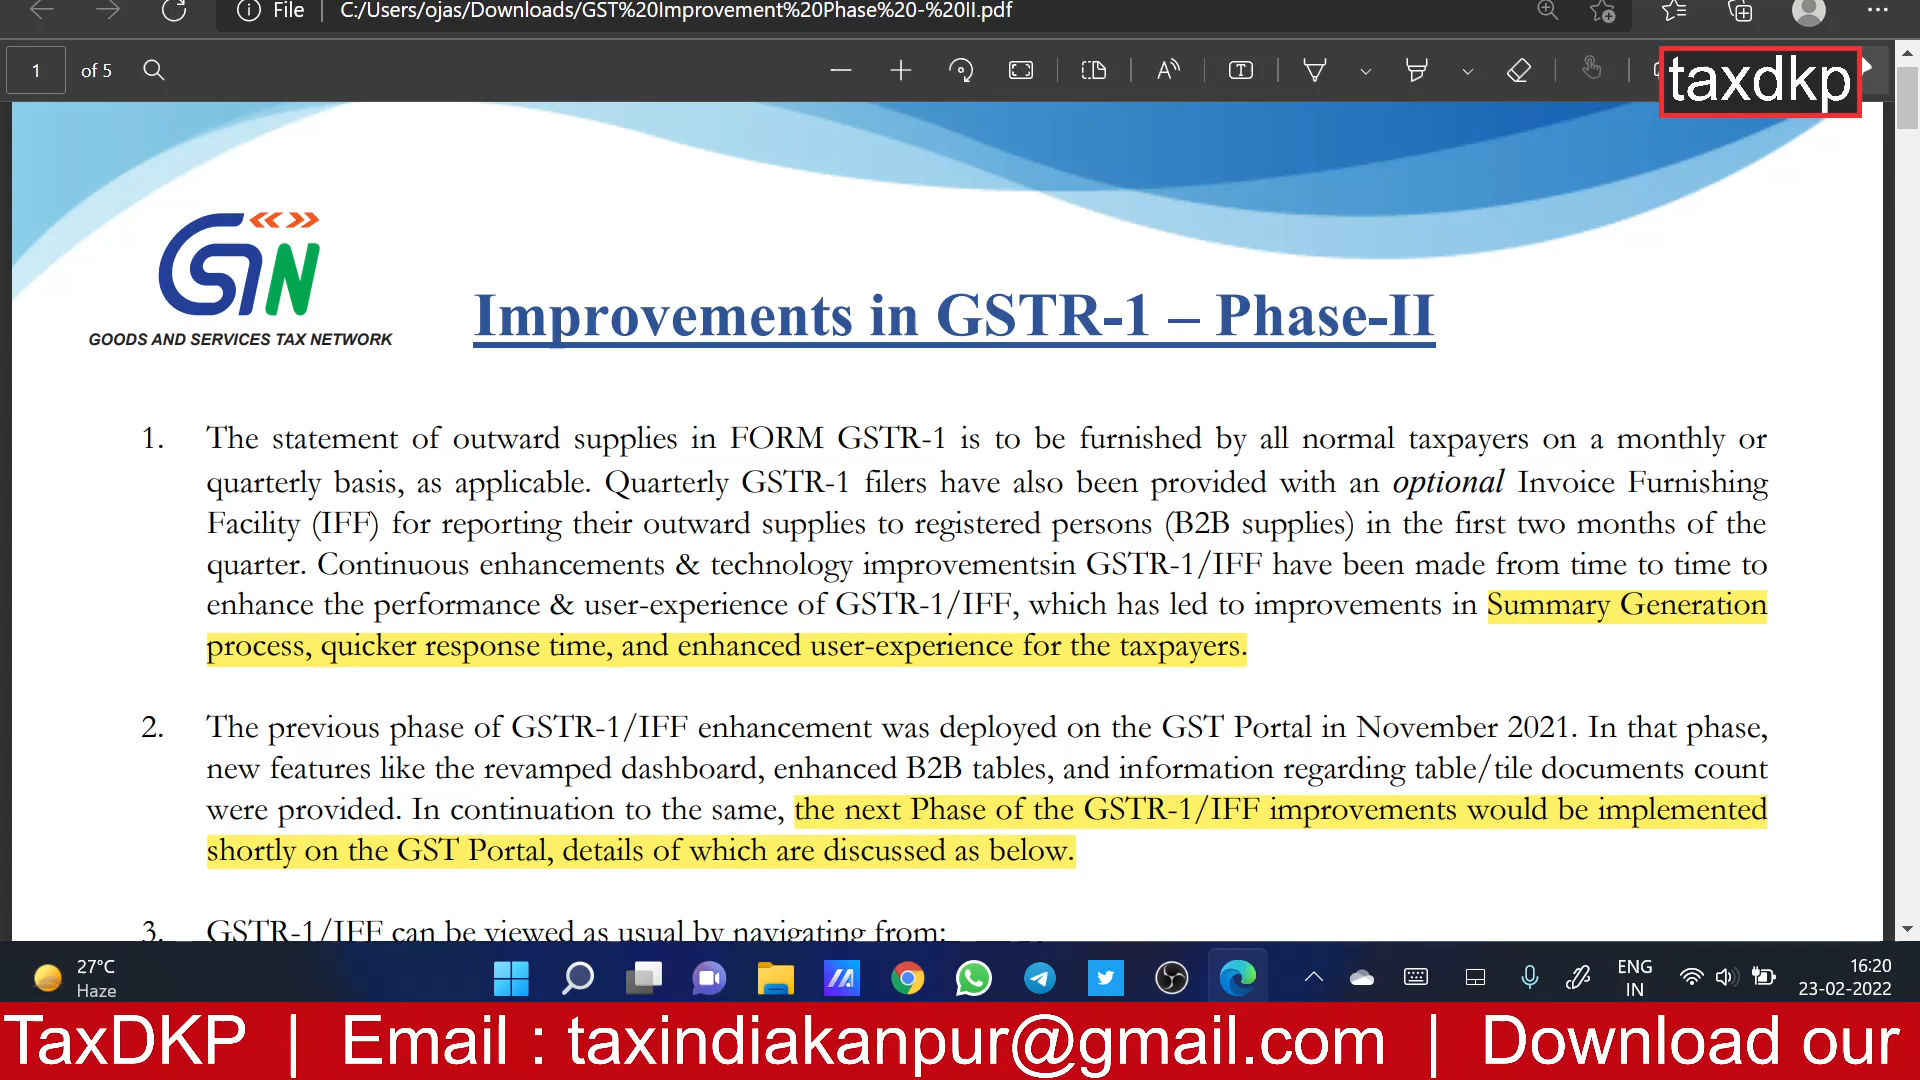 File
C:/Users/ojas/Downloads/GST%20Improvement%20Phase%20-%20II.pdf
1 of 5
taxdkp
GSTN
GOODS AND SERVICES TAX NETWORK
Improvements in GSTR-1 – Phase-II
1. The statement of outward supplies in FORM GSTR-1 is to be furnished by all normal taxpayers on a monthly or
quarterly basis, as applicable. Quarterly GSTR-1 filers have also been provided with an optional Invoice Furnishing
Facility (IFF) for reporting their outward supplies to registered persons (B2B supplies) in the first two months of the
quarter. Continuous enhancements & technology improvementsin GSTR-1/IFF have been made from time to time to
enhance the performance & user-experience of GSTR-1/IFF, which has led to improvements in Summary Generation
process, quicker response time, and enhanced user-experience for the taxpayers.
2. The previous phase of GSTR-1/IFF enhancement was deployed on the GST Portal in November 2021. In that phase,
new features like the revamped dashboard, enhanced B2B tables, and information regarding table/tile documents count
were provided. In continuation to the same, the next Phase of the GSTR-1/IFF improvements would be implemented
shortly on the GST Portal, details of which are discussed as below.
3. GSTR-1/IFF can be viewed as usual by navigating from:
27°C
Haze
ENG
IN
16:20
23-02-2022
TaxDKP | Email : taxindiakanpur@gmail.com | Download our